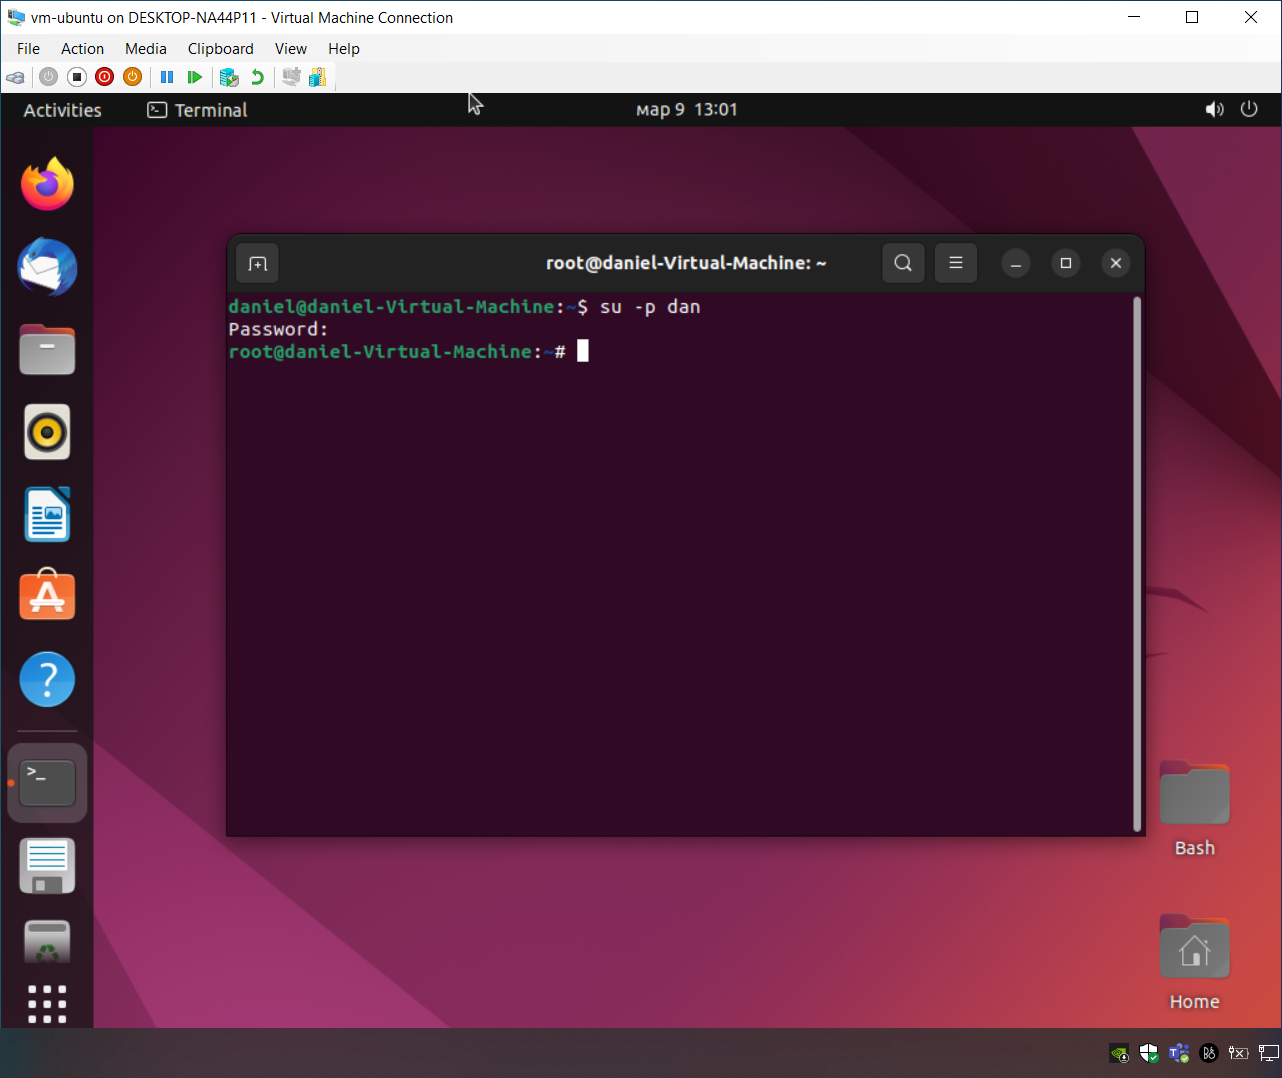 vm-ubuntu on DESKTOP-NA44P11 - Virtual Machine Connection
File Action Media Clipboard View Help
Activities Terminal мар 9 13:01
root@daniel-Virtual-Machine: ~
daniel@daniel-Virtual-Machine:~$ su -p dan
Password:
root@daniel-Virtual-Machine:~#
Bash
Home